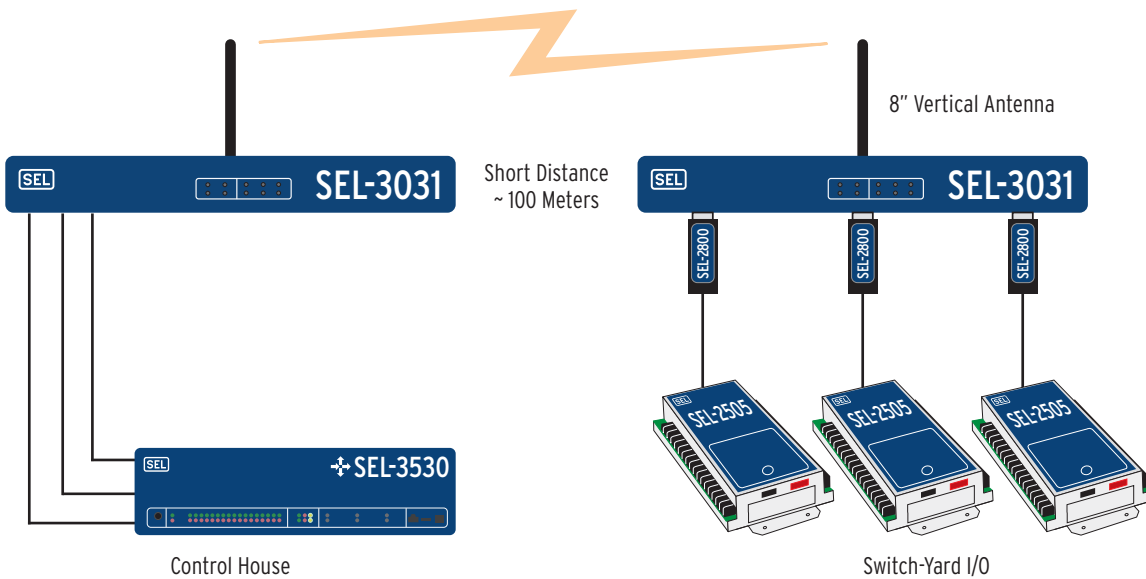 8” Vertical Antenna
SEL
SEL-3031
Short Distance
~ 100 Meters
SEL
SEL-3031
SEL-2800
SEL-2800
SEL-2800
SEL
SEL-2505
SEL
SEL-2505
SEL
SEL-2505
SEL
SEL-3530
Control House
Switch-Yard I/O